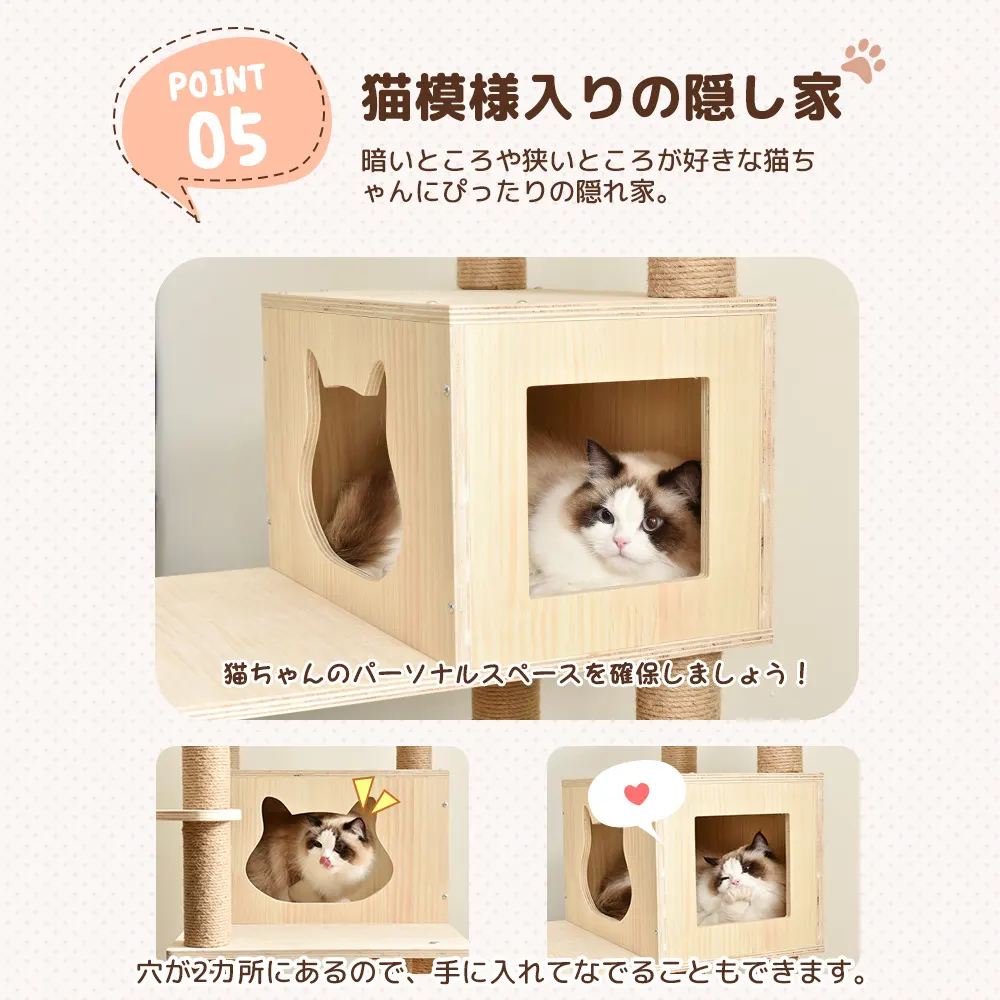 POINT
05
猫模様入りの隠し家
暗いところや狭いところが好きな猫ち
ゃんにぴったりの隠れ家。
猫ちゃんのパーソナルスペースを確保しましょう！
穴が2カ所にあるので、手に入れてなでることもできます。